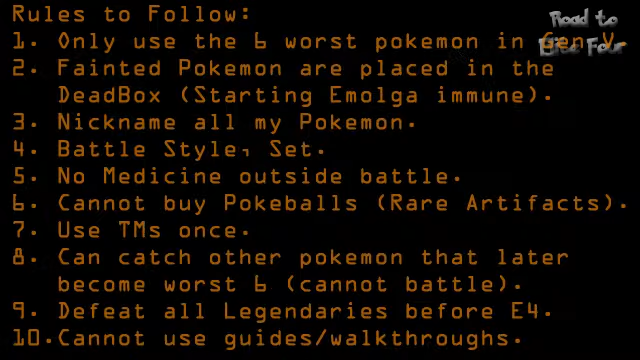 Rules to Follow:
Road to
Elite Four
1. Only use the 6 worst pokemon in Gen V.
2. Fainted Pokemon are placed in the
DeadBox (Starting Emolga immune).
3. Nickname all my Pokemon.
4. Battle Style, Set.
5. No Medicine outside battle.
6. Cannot buy Pokeballs (Rare Artifacts).
7. Use TMs once.
8. Can catch other pokemon that later
become worst 6 (cannot battle).
9. Defeat all Legendaries before E4.
10.Cannot use guides/walkthroughs.